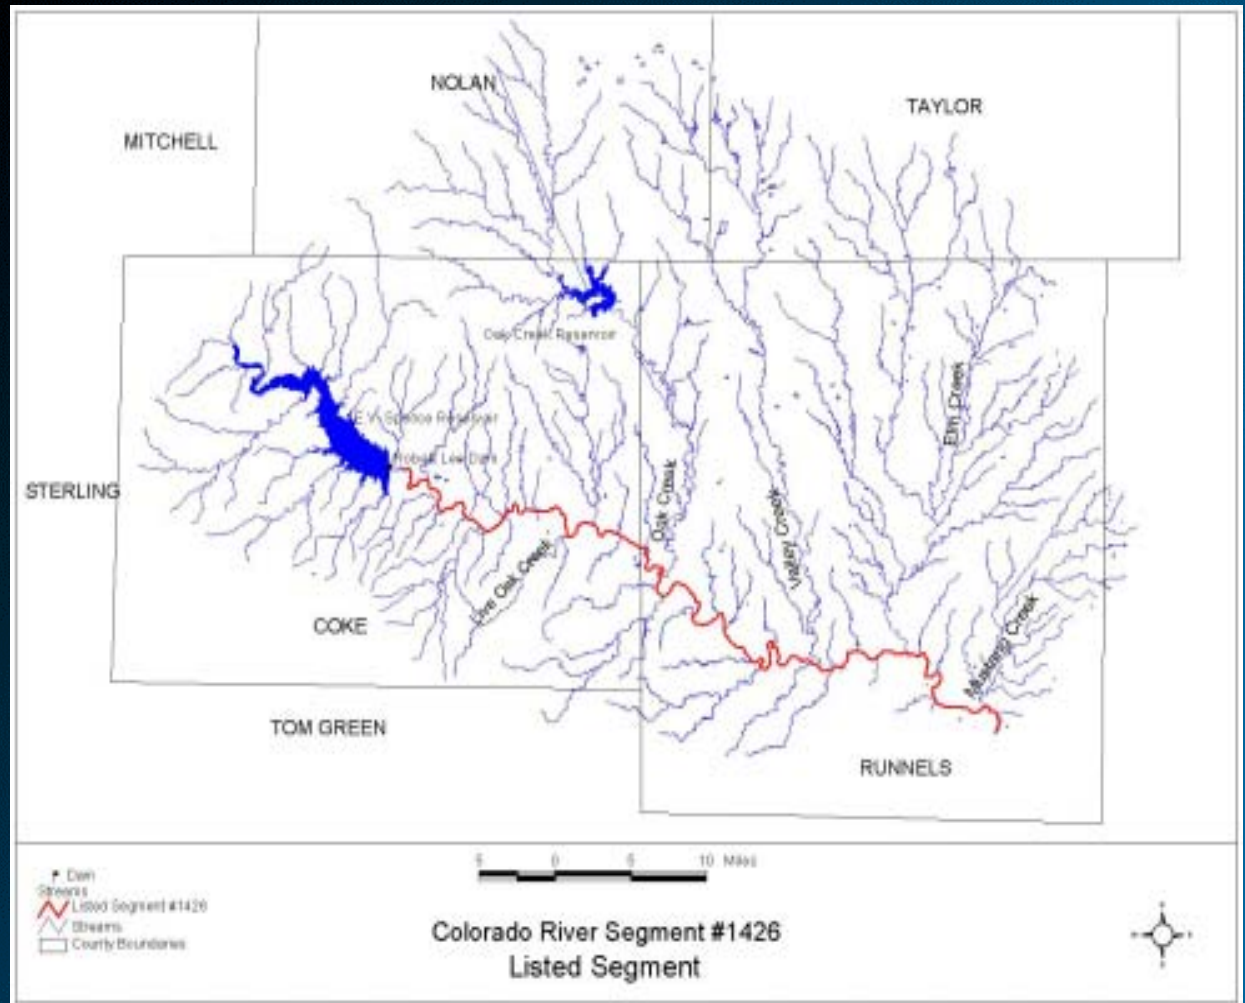 NOLAN
TAYLOR
MITCHELL
Oak Creek Reservoir
Elm Creek
E.V. Spence Reservoir
Robert Lee Dam
STERLING
Oak Creek
Valley Creek
Live Oak Creek
Mustang Creek
COKE
TOM GREEN
RUNNELS
5 0 5 10 Miles
Dam
Streams
Listed Segment #1426
Streams
County Boundaries
Colorado River Segment #1426
Listed Segment